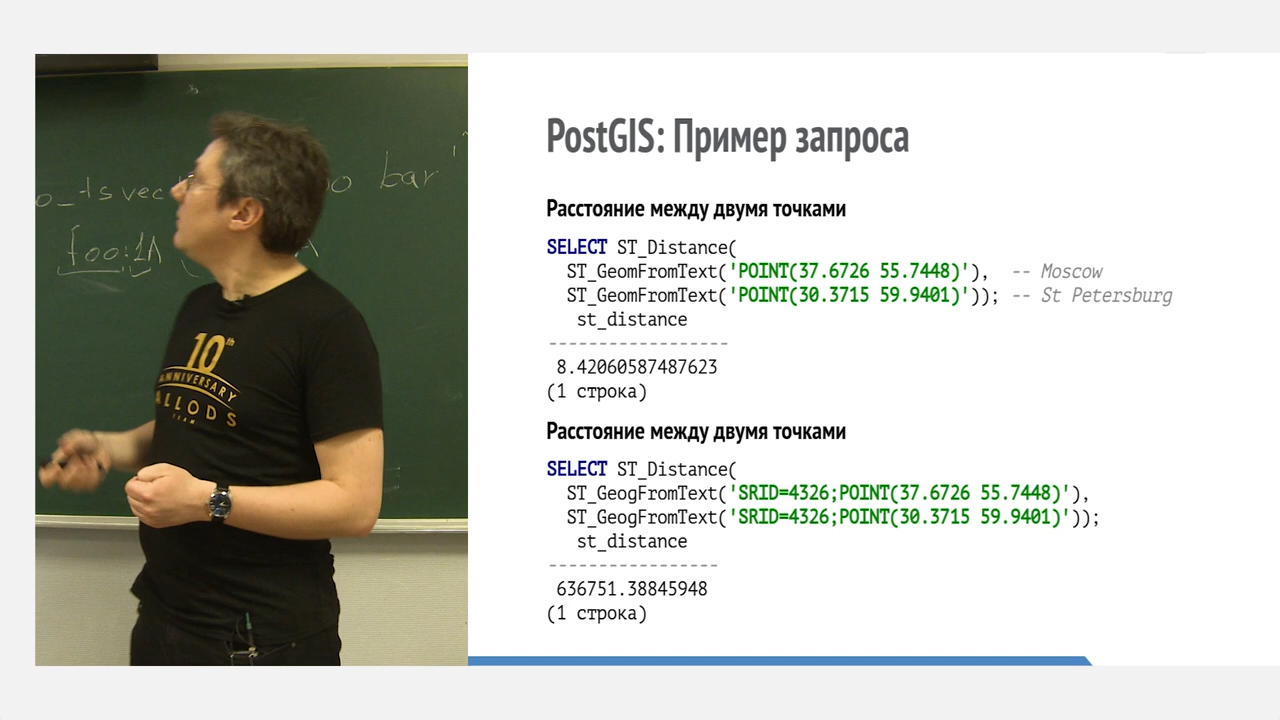 bar
foo:1A
10th
ANNIVERSARY
ALLODS
TEAM
PostGIS: Пример запроса
Расстояние между двумя точками
SELECT ST_Distance(
ST_GeomFromText('POINT(37.6726 55.7448)'), -- Moscow
ST_GeomFromText('POINT(30.3715 59.9401)')); -- St Petersburg
st_distance
------------------
8.42060587487623
(1 строка)
Расстояние между двумя точками
SELECT ST_Distance(
ST_GeogFromText('SRID=4326;POINT(37.6726 55.7448)'),
ST_GeogFromText('SRID=4326;POINT(30.3715 59.9401)'));
st_distance
-----------------
636751.38845948
(1 строка)